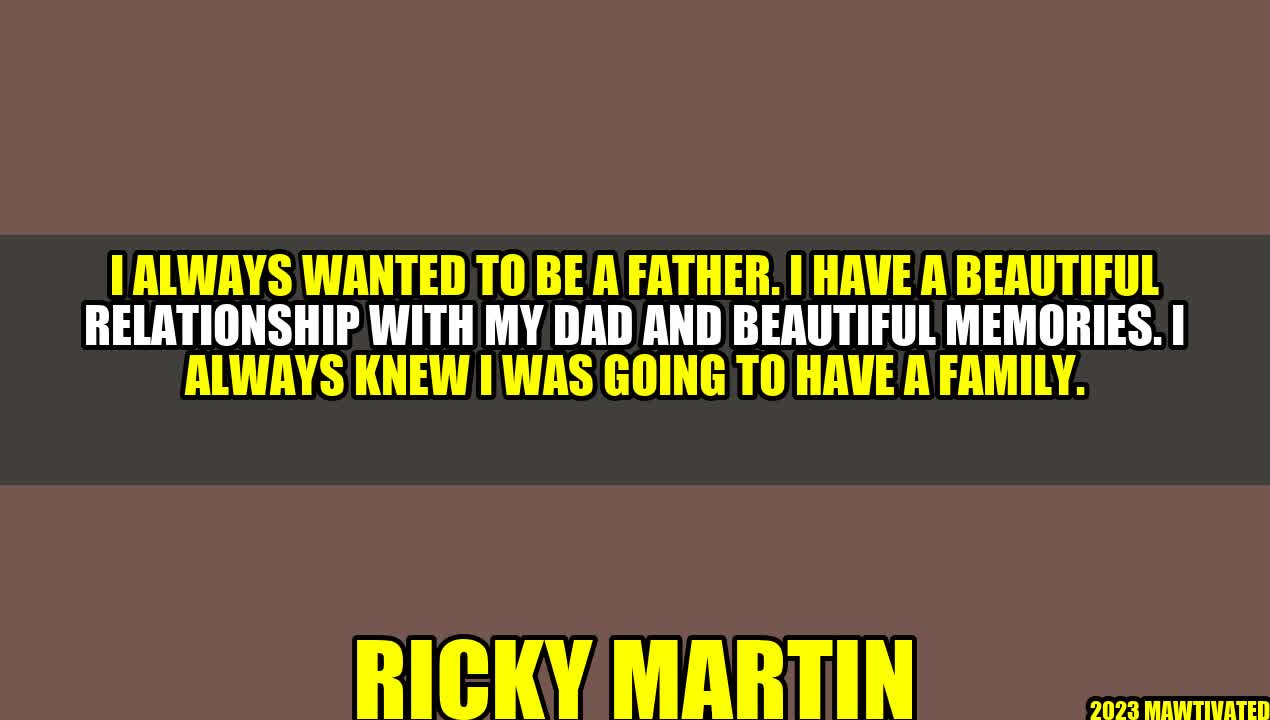 I ALWAYS WANTED TO BE A FATHER. I HAVE A BEAUTIFUL
RELATIONSHIP WITH MY DAD AND BEAUTIFUL MEMORIES. I
ALWAYS KNEW I WAS GOING TO HAVE A FAMILY.
RICKY MARTIN
2023 MAWTIVATED